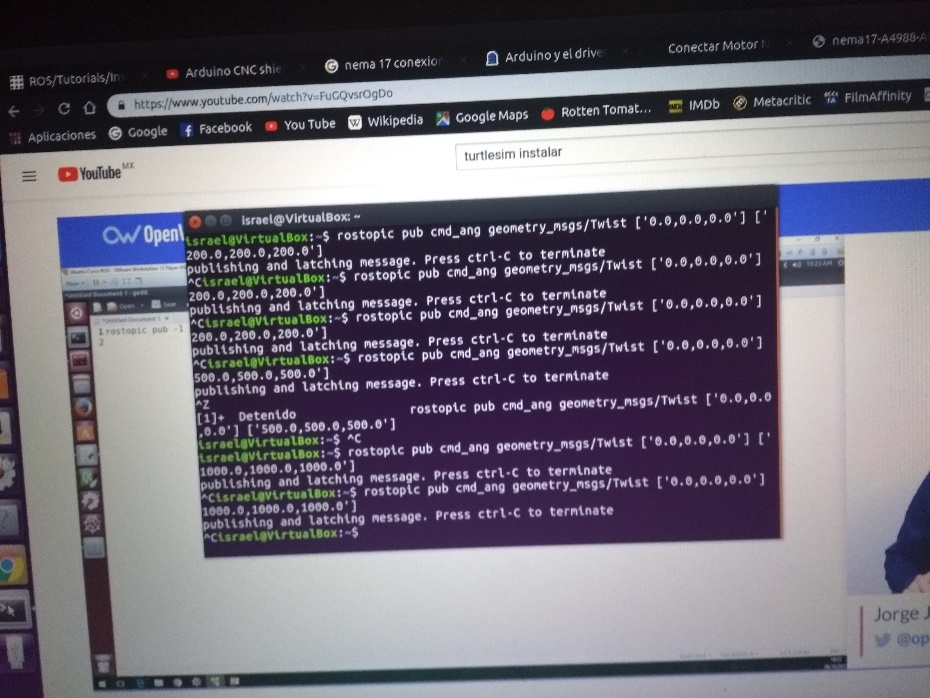 ROS/Tutorials/In
Arduino CNC shie
nema 17 conexion
Arduino y el drive
Conectar Motor N
nema17-A4988-A
https://www.youtube.com/watch?v=FuGQvsrOgDo
Aplicaciones
Google
Facebook
You Tube
Wikipedia
Google Maps
Rotten Tomat...
IMDb
Metacritic
FilmAffinity
YouTube MX
turtlesim instalar
OpenW
israel@VirtualBox: ~
israel@VirtualBox:~$ rostopic pub cmd_ang geometry_msgs/Twist ['0.0,0.0,0.0'] ['
200.0,200.0,200.0']
publishing and latching message. Press ctrl-C to terminate
^Cisrael@VirtualBox:~$ rostopic pub cmd_ang geometry_msgs/Twist ['0.0,0.0,0.0']
200.0,200.0,200.0']
publishing and latching message. Press ctrl-C to terminate
^Cisrael@VirtualBox:~$ rostopic pub cmd_ang geometry_msgs/Twist ['0.0,0.0,0.0']
200.0,200.0,200.0']
publishing and latching message. Press ctrl-C to terminate
^Cisrael@VirtualBox:~$ rostopic pub cmd_ang geometry_msgs/Twist ['0.0,0.0,0.0']
500.0,500.0,500.0']
publishing and latching message. Press ctrl-C to terminate
^Z
[1]+ Detenido rostopic pub cmd_ang geometry_msgs/Twist ['0.0,0.0
,0.0'] ['500.0,500.0,500.0']
israel@VirtualBox:~$ ^C
israel@VirtualBox:~$ rostopic pub cmd_ang geometry_msgs/Twist ['0.0,0.0,0.0'] ['
1000.0,1000.0,1000.0']
publishing and latching message. Press ctrl-C to terminate
^Cisrael@VirtualBox:~$ rostopic pub cmd_ang geometry_msgs/Twist ['0.0,0.0,0.0']
1000.0,1000.0,1000.0']
publishing and latching message. Press ctrl-C to terminate
^Cisrael@VirtualBox:~$
Open
Save
1 rostopic pub -1
2
10:23 AM
Jorge J
@op